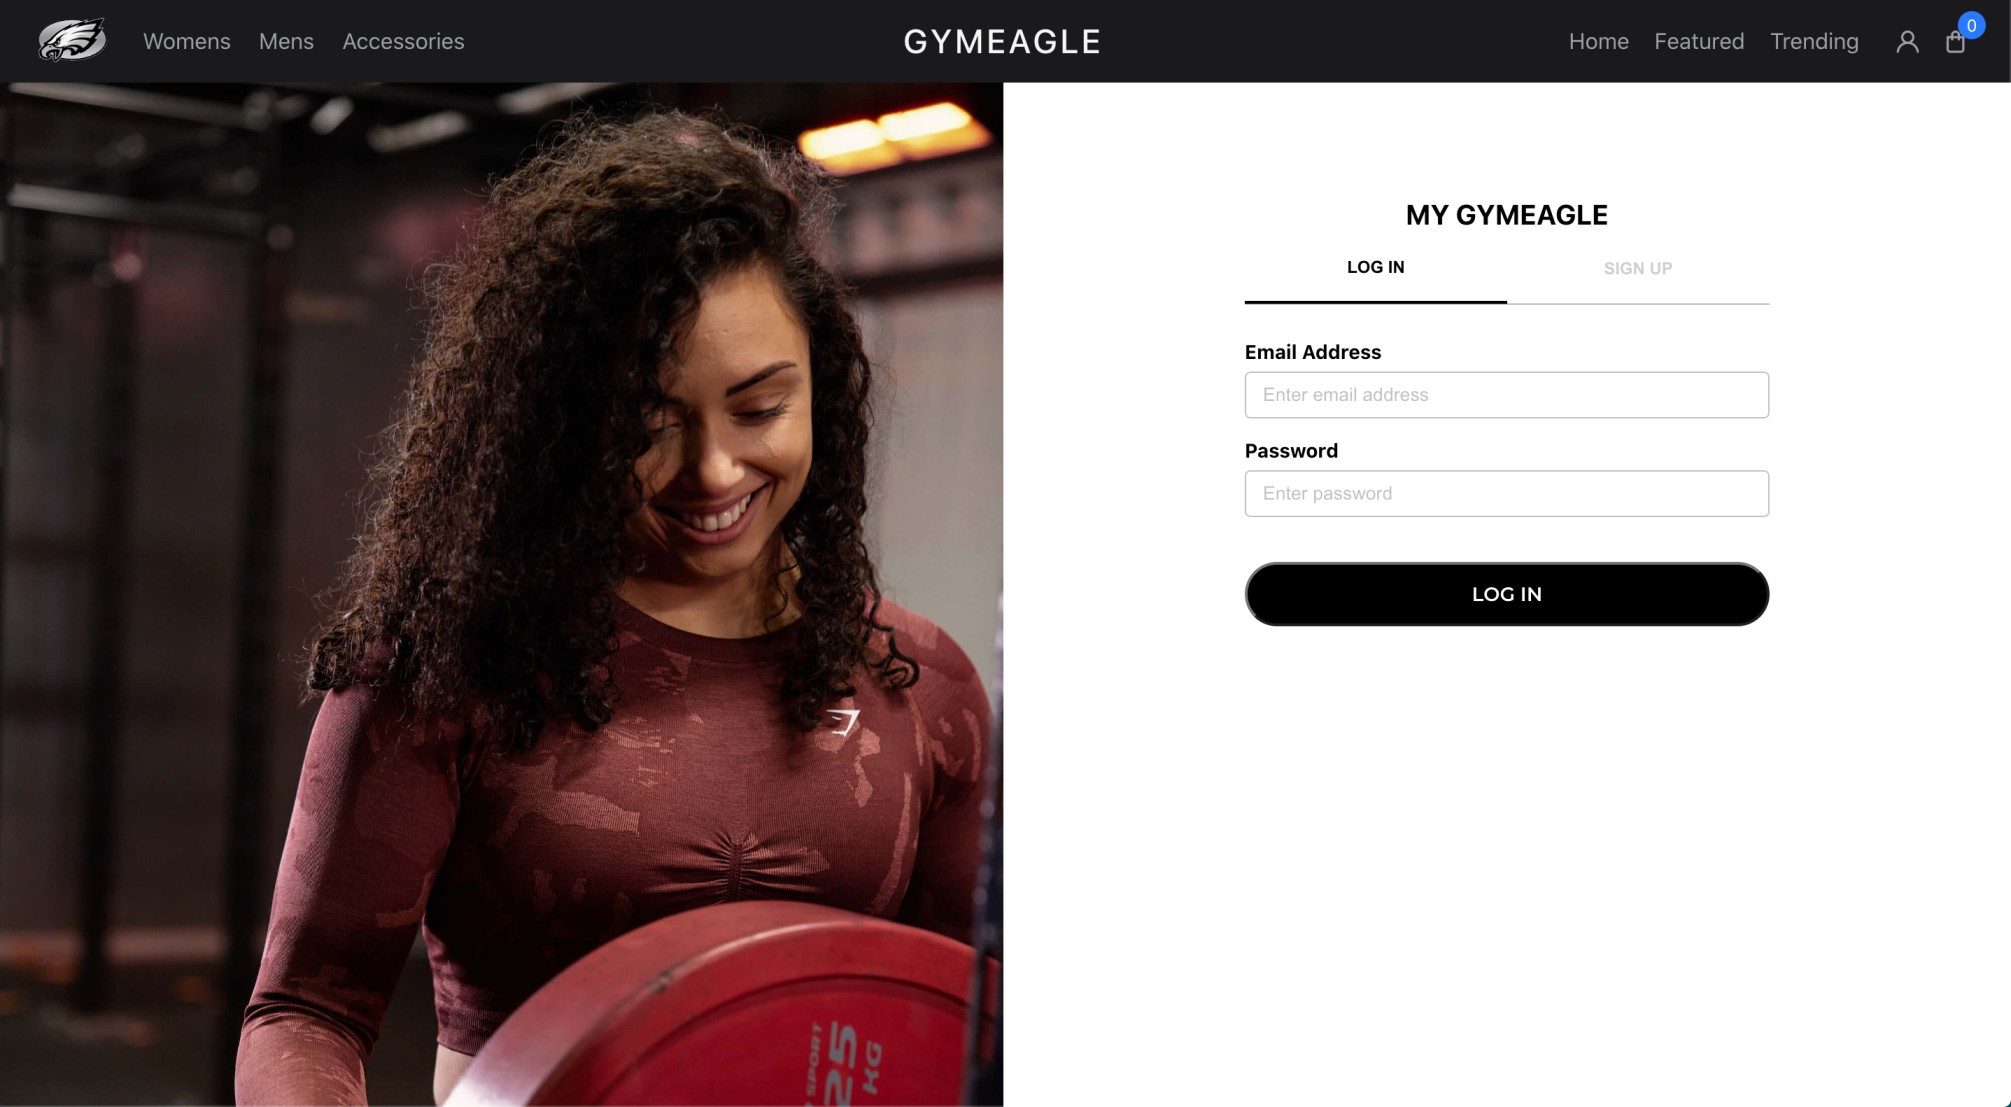 Womens Mens Accessories
GYMEAGLE
Home Featured Trending
0
MY GYMEAGLE
LOG IN SIGN UP
Email Address
Enter email address
Password
Enter password
LOG IN
SPORT
25
KG